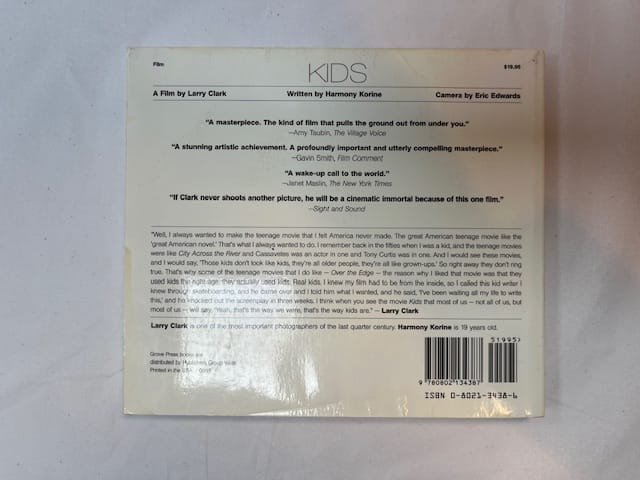 Film
KIDS
$19.95
A Film by Larry Clark
Written by Harmony Korine
Camera by Eric Edwards
“A masterpiece. The kind of film that pulls the ground out from under you.”
—Amy Taubin, The Village Voice
“A stunning artistic achievement. A profoundly important and utterly compelling masterpiece.”
—Gavin Smith, Film Comment
“A wake-up call to the world.”
—Janet Maslin, The New York Times
“If Clark never shoots another picture, he will be a cinematic immortal because of this one film.”
—Sight and Sound
“Well, I always wanted to make the teenage movie that I felt America never made. The great American teenage movie like the
‘great American novel.’ That’s what I always wanted to do. I remember back in the fifties when I was a kid, and the teenage movies
were like City Across the River and Cassavetes was an actor in one and Tony Curtis was in one. And I would see these movies,
and I would say, ‘Those kids don’t look like kids, they’re all older people, they’re all like grown-ups.’ So right away they don’t ring
true. That’s why some of the teenage movies that I do like — Over the Edge — the reason why I liked that movie was that they
used kids the right age, they actually used kids. Real kids. I knew my film had to be from the inside, so I called this kid writer I
knew through skateboarding, and he came over and I told him what I wanted, and he said, ‘I’ve been waiting all my life to write
this,’ and he knocked out the screenplay in three weeks. I think when you see the movie Kids that most of us — not all of us, but
most of us — will say, ‘Yeah, that’s the way we were, that’s the way kids are.’” — Larry Clark
Larry Clark is one of the most important photographers of the last quarter century. Harmony Korine is 19 years old.
Grove Press books are
distributed by Publishers Group West
Printed in the USA
51995>
9 780802 134387
ISBN 0-8021-3438-6